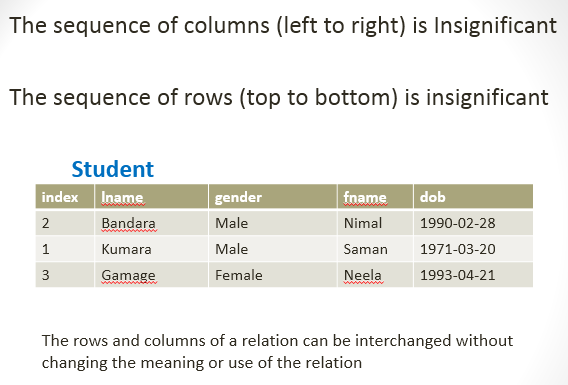 The sequence of columns (left to right) is Insignificant
The sequence of rows (top to bottom) is insignificant
Student
index lname gender fname dob
2 Bandara Male Nimal 1990-02-28
1 Kumara Male Saman 1971-03-20
3 Gamage Female Neela 1993-04-21
The rows and columns of a relation can be interchanged without
changing the meaning or use of the relation